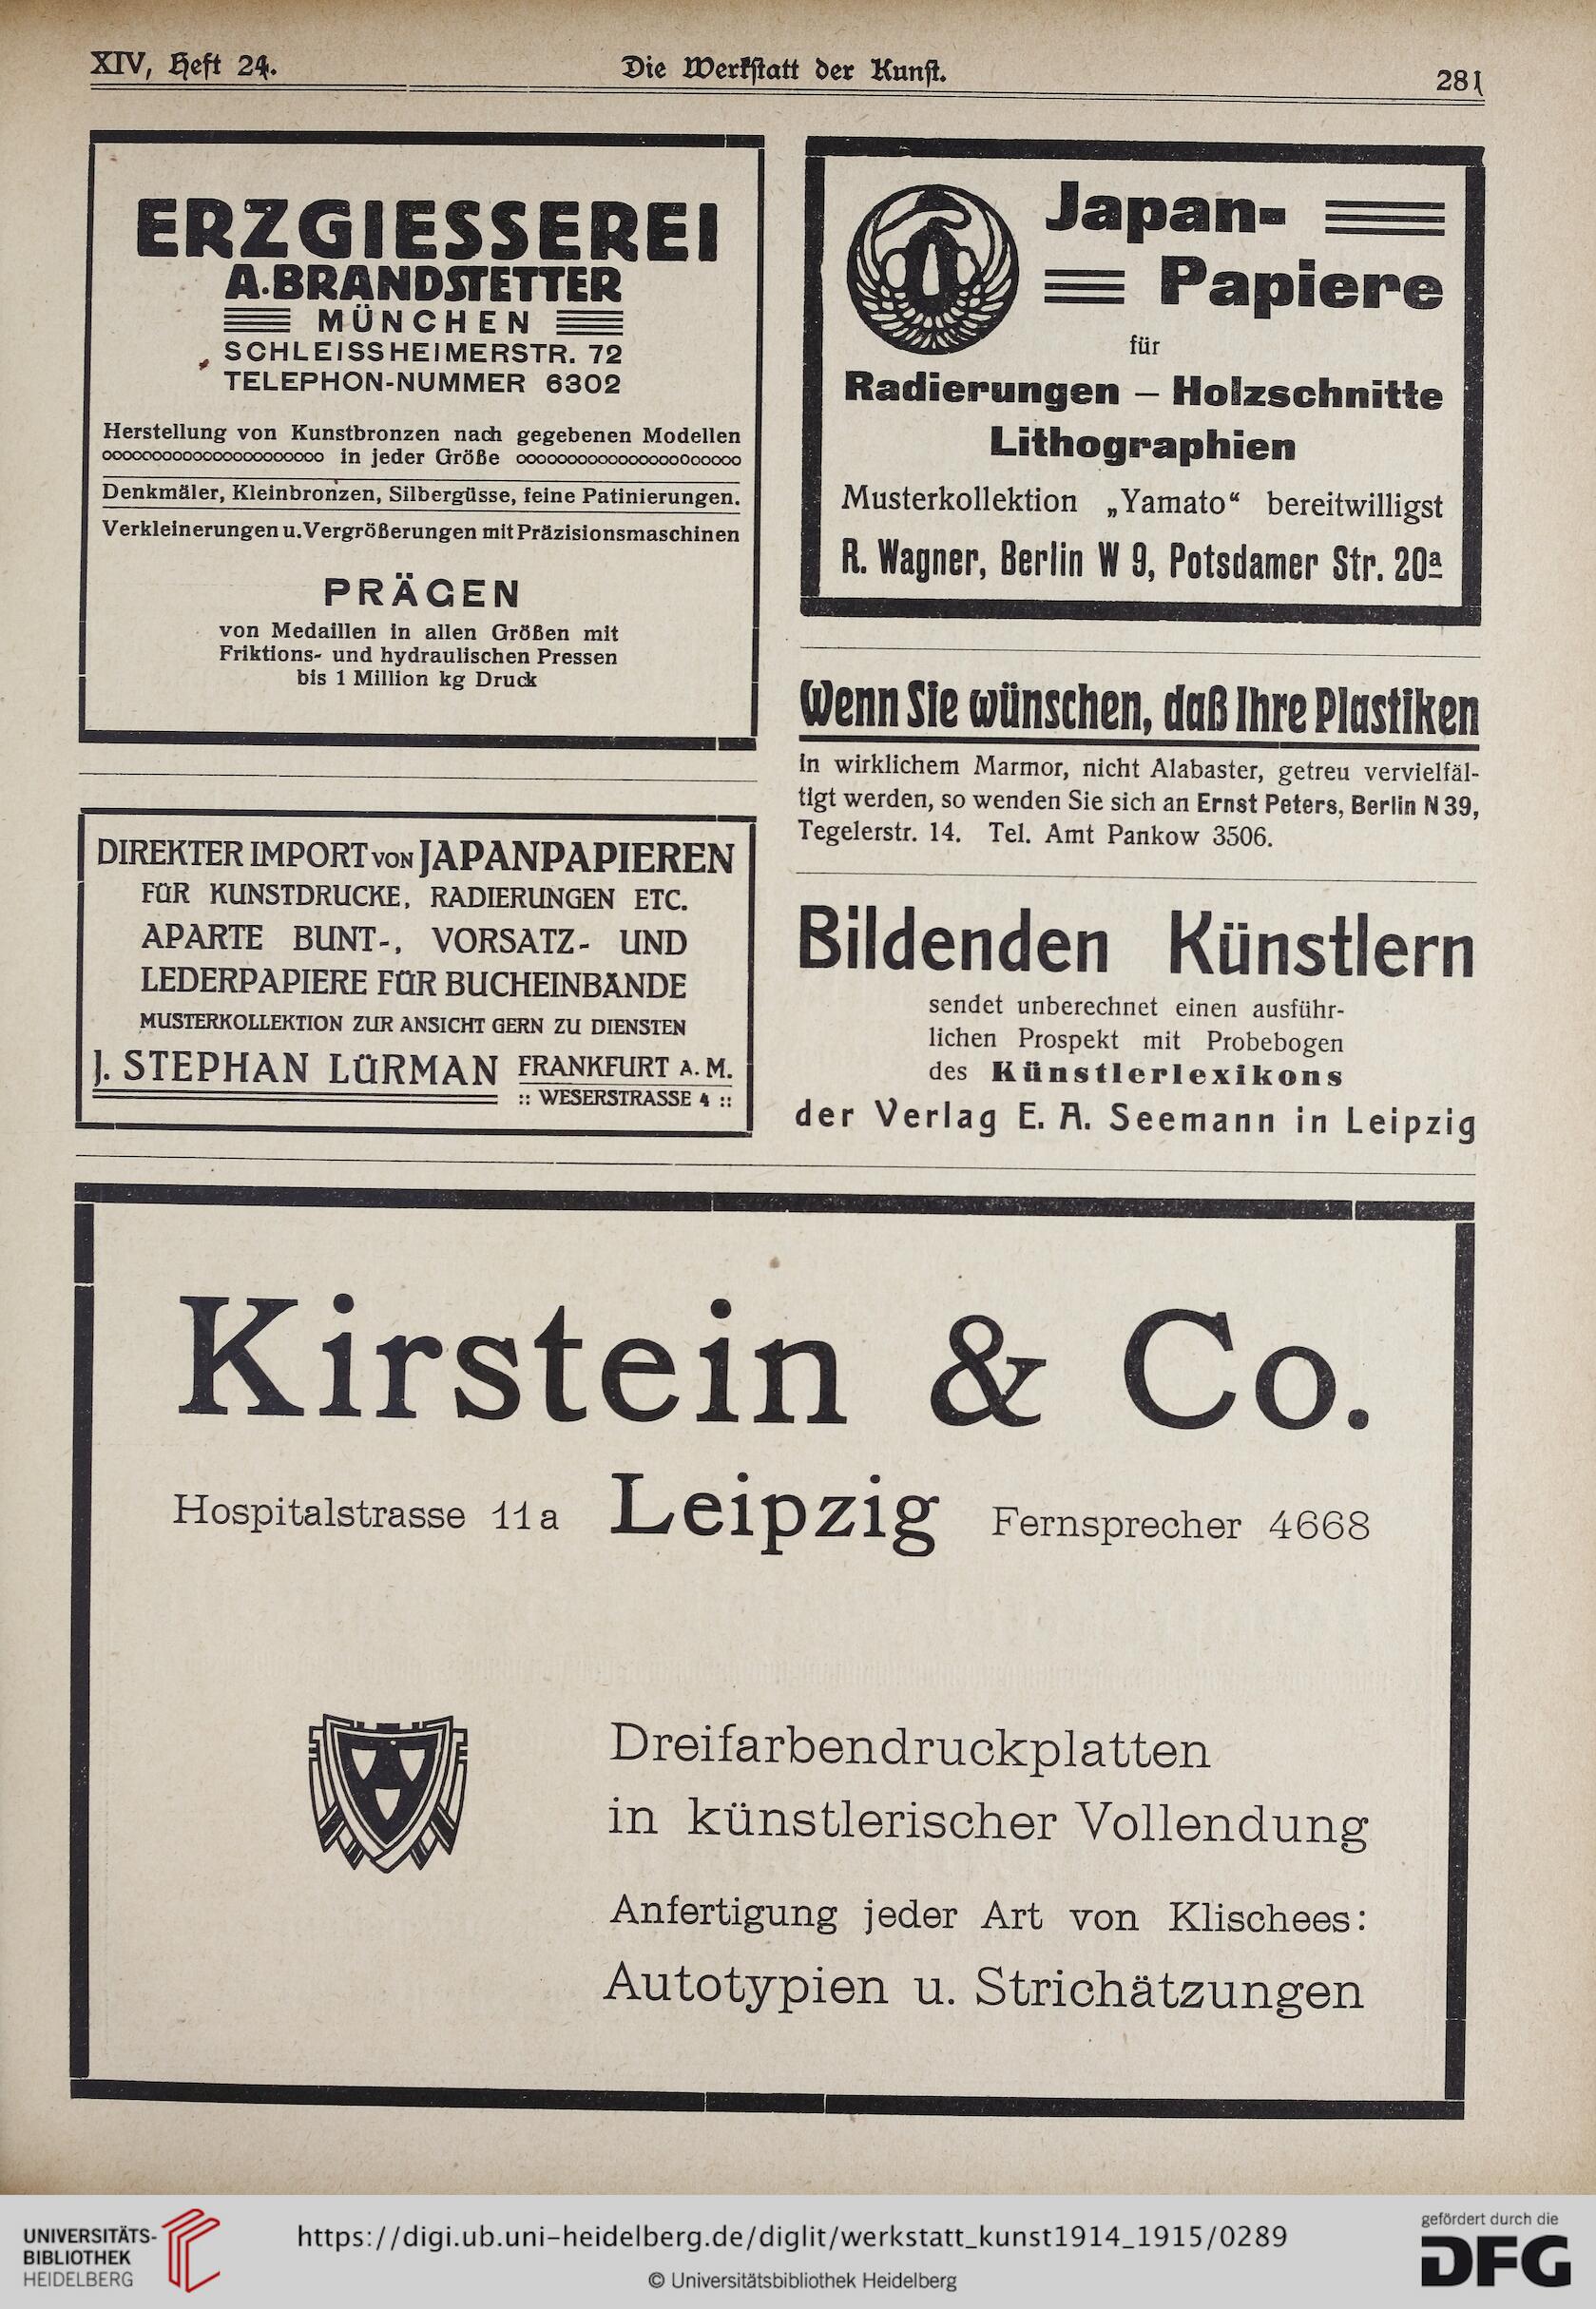 XIV, Heft 24.
Die Werkstatt der Kunst.
281
ERZGIESSEREI
A.BRANDSTETTER
MÜNCHEN
SCHLEISSHEIMERSTR. 72
TELEPHON-NUMMER 6302
Herstellung von Kunstbronzen nach gegebenen Modellen
in jeder Größe
Denkmäler, Kleinbronzen, Silbergüsse, feine Patinierungen.
Verkleinerungen u. Vergrößerungen mit Präzisionsmaschinen
PRÄGEN
von Medaillen in allen Größen mit
Friktions- und hydraulischen Pressen
bis 1 Million kg Druck
DIREKTER IMPORT VON JAPANPAPIEREN
FÜR KUNSTDRUCKE, RADIERUNGEN ETC.
APARTE BUNT-, VORSATZ- UND
LEDERPAPIERE FÜR BUCHEINBÄNDE
MUSTERKOLLEKTION ZUR ANSICHT GERN ZU DIENSTEN
J. STEPHAN LÜRMAN FRANKFURT A. M.
:: WESERSTRASSE 4 ::
Japan-
Papiere
für
Radierungen – Holzschnitte
Lithographien
Musterkollektion „Yamato“ bereitwilligst
R. Wagner, Berlin W 9, Potsdamer Str. 20a
Wenn Sie wünschen, daß Ihre Plastiken
in wirklichem Marmor, nicht Alabaster, getreu vervielfäl-
tigt werden, so wenden Sie sich an Ernst Peters, Berlin N 39,
Tegelerstr. 14. Tel. Amt Pankow 3506.
Bildenden Künstlern
sendet unberechnet einen ausführ-
lichen Prospekt mit Probebogen
des Künstlerlexikons
der Verlag E. A. Seemann in Leipzig
Kirstein & Co.
Hospitalstrasse 11a Leipzig Fernsprecher 4668
Dreifarbendruckplatten
in künstlerischer Vollendung
Anfertigung jeder Art von Klischees:
Autotypien u. Strichätzungen
UNIVERSITÄTS-
BIBLIOTHEK
HEIDELBERG
https://digi.ub.uni-heidelberg.de/diglit/werkstatt_kunst1914_1915/0289
© Universitätsbibliothek Heidelberg
gefördert durch die
DFG